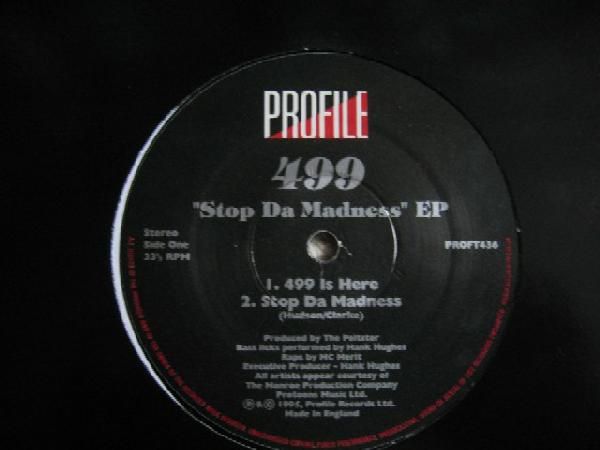 PROFILE
499
"Stop Da Madness" EP
Stereo
Side One
33⅓ RPM
PROFT436
1. 499 Is Here
2. Stop Da Madness
(Hudson/Clarke)
Produced by The Peltster
Bass licks performed by Hank Hughes
Raps by MC Merit
Executive Producer - Hank Hughes
All artists appear courtesy of
The Monroe Production Company
Protoons Music Ltd.
℗ & © 1995, Profile Records Ltd.
Made in England